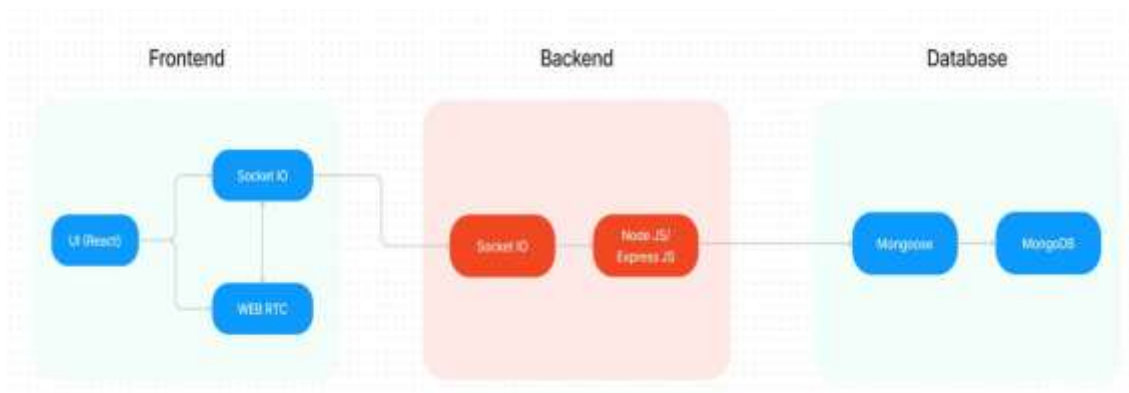 Frontend
Backend
Database
Socket IO
UI (React)
WEB RTC
Socket IO
Node JS/
Express JS
Mongoose
MongoDB